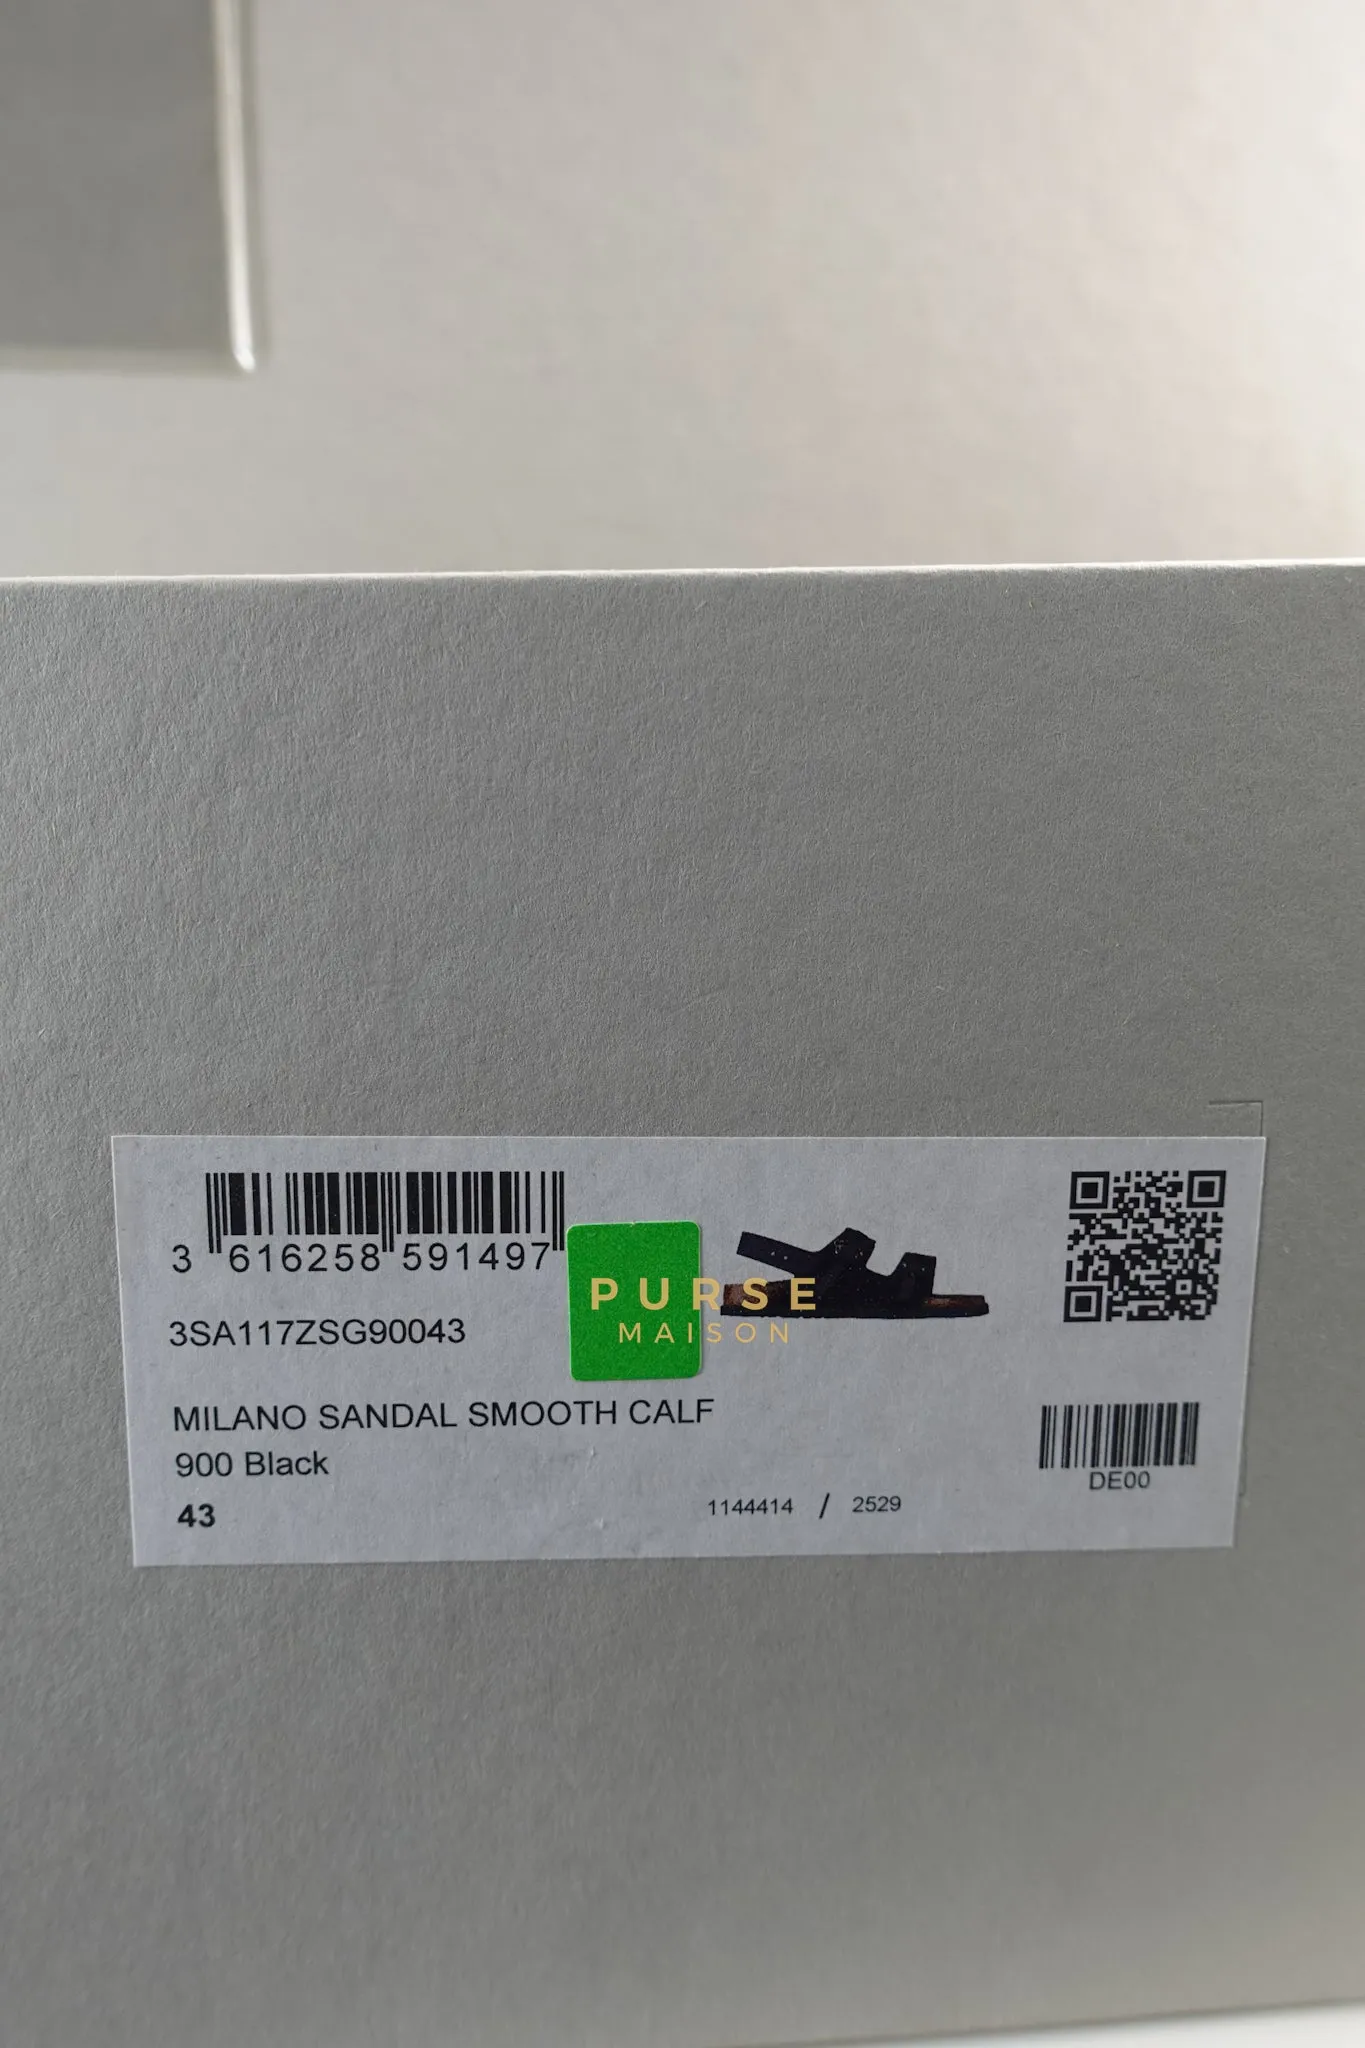 3 616258 591497
3SA117ZSG90043
PURSE
MAISON
MILANO SANDAL SMOOTH CALF
900 Black
43
1144414 / 2529
DE00